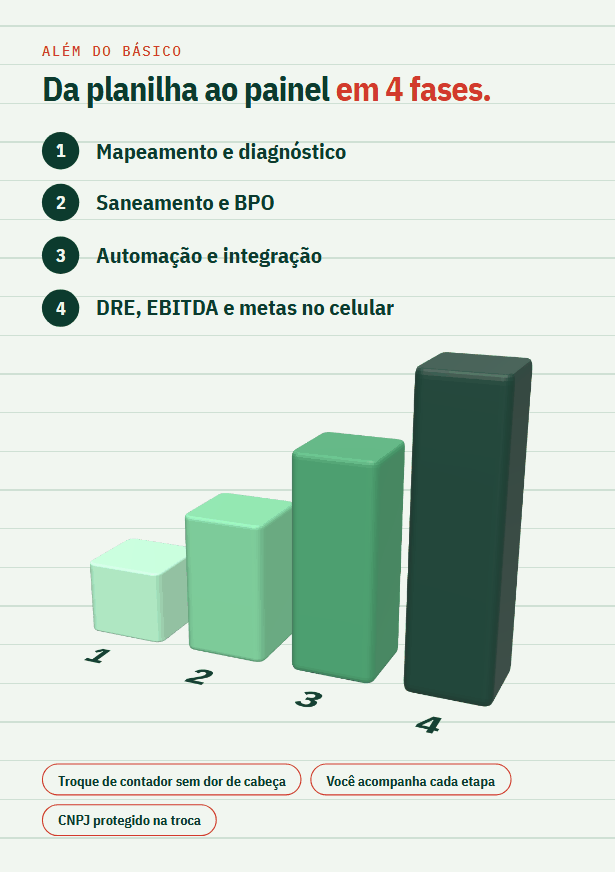 ALÉM DO BÁSICO
Da planilha ao painel em 4 fases.
1 Mapeamento e diagnóstico
2 Saneamento e BPO
3 Automação e integração
4 DRE, EBITDA e metas no celular
1
2
3
4
Troque de contador sem dor de cabeça
Você acompanha cada etapa
CNPJ protegido na troca